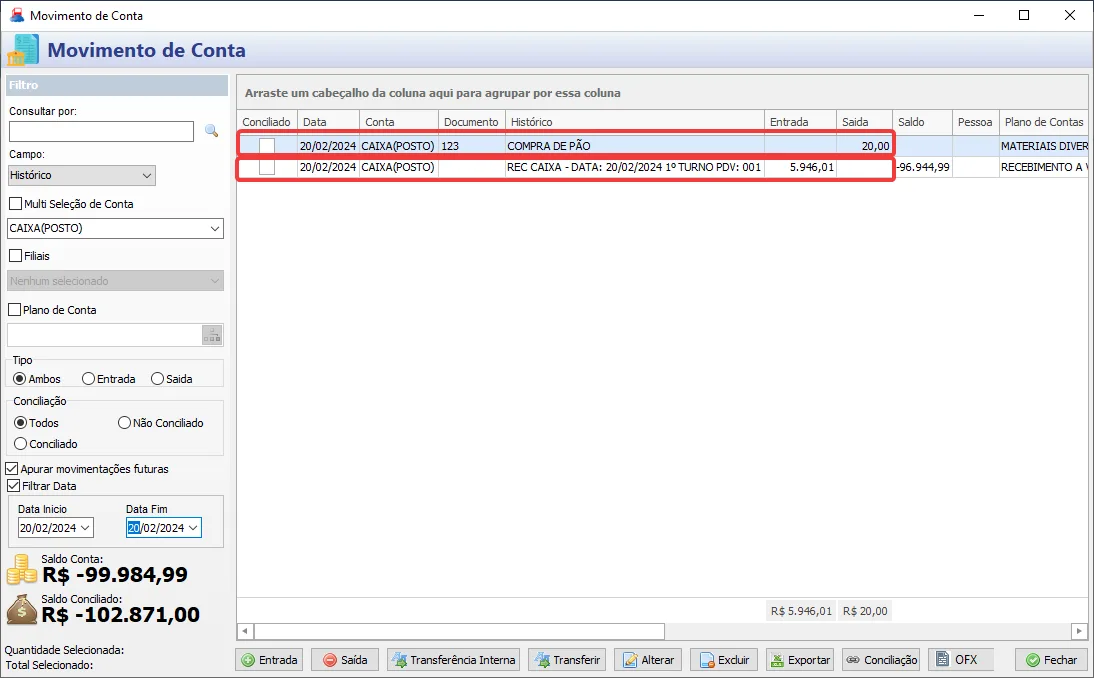 Movimento de Conta
Movimento de Conta
Filtro
Consultar por:
Campo:
Histórico
Multi Seleção de Conta
CAIXA(POSTO)
Filiais
Nenhum selecionado
Plano de Conta
Tipo
Ambos Entrada Saida
Conciliação
Todos Não Conciliado
Conciliado
Apurar movimentações futuras
Filtrar Data
Data Inicio Data Fim
20/02/2024 20/02/2024
Saldo Conta:
R$ -99.984,99
Saldo Conciliado:
R$ -102.871,00
Quantidade Selecionada:
Total Selecionado:
Arraste um cabeçalho da coluna aqui para agrupar por essa coluna
Conciliado Data Conta Documento Histórico Entrada Saida Saldo Pessoa Plano de Contas
20/02/2024 CAIXA(POSTO) 123 COMPRA DE PÃO 20,00 MATERIAIS DIVER
20/02/2024 CAIXA(POSTO) REC CAIXA - DATA: 20/02/2024 1º TURNO PDV: 001 5.946,01 -96.944,99 RECEBIMENTO A
R$ 5.946,01 R$ 20,00
Entrada Saída Transferência Interna Transferir Alterar Excluir Exportar Conciliação OFX Fechar